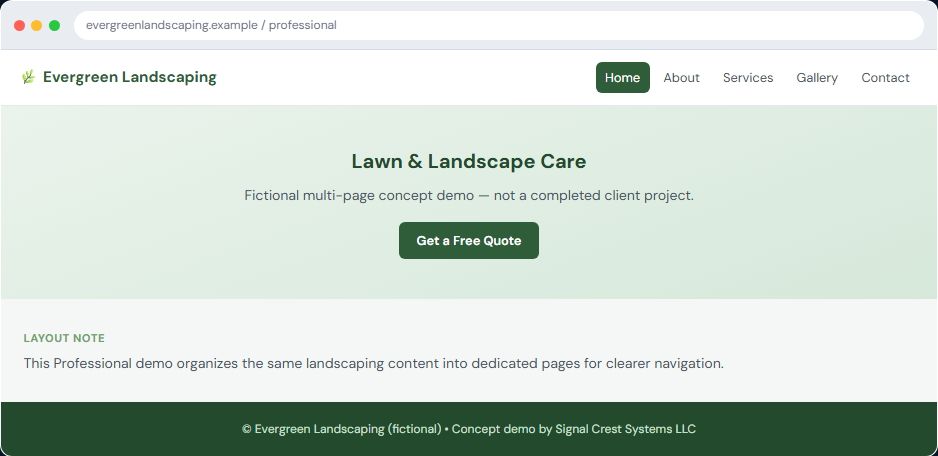 evergreenlandscaping.example / professional
Evergreen Landscaping
Home About Services Gallery Contact
Lawn & Landscape Care
Fictional multi-page concept demo — not a completed client project.
Get a Free Quote
LAYOUT NOTE
This Professional demo organizes the same landscaping content into dedicated pages for clearer navigation.
© Evergreen Landscaping (fictional) • Concept demo by Signal Crest Systems LLC